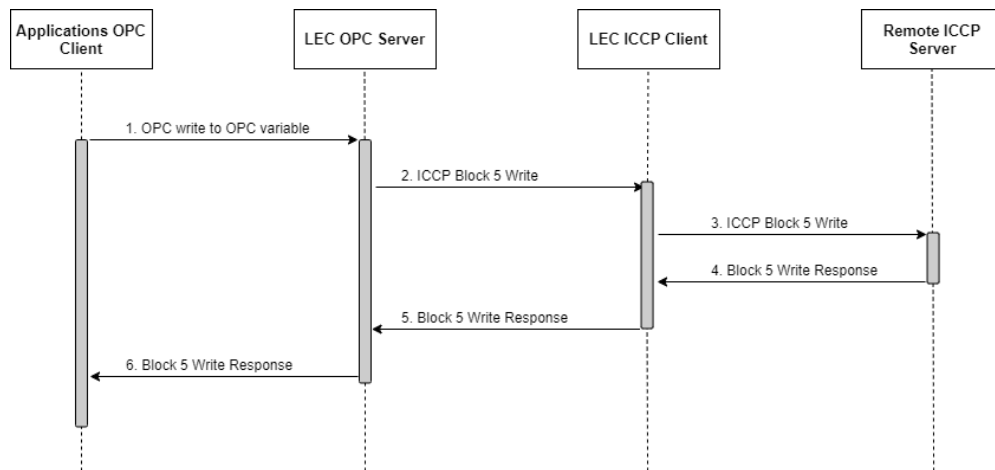 Applications OPC
Client
LEC OPC Server
LEC ICCP Client
Remote ICCP
Server
1. OPC write to OPC variable
2. ICCP Block 5 Write
3. ICCP Block 5 Write
4. Block 5 Write Response
5. Block 5 Write Response
6. Block 5 Write Response